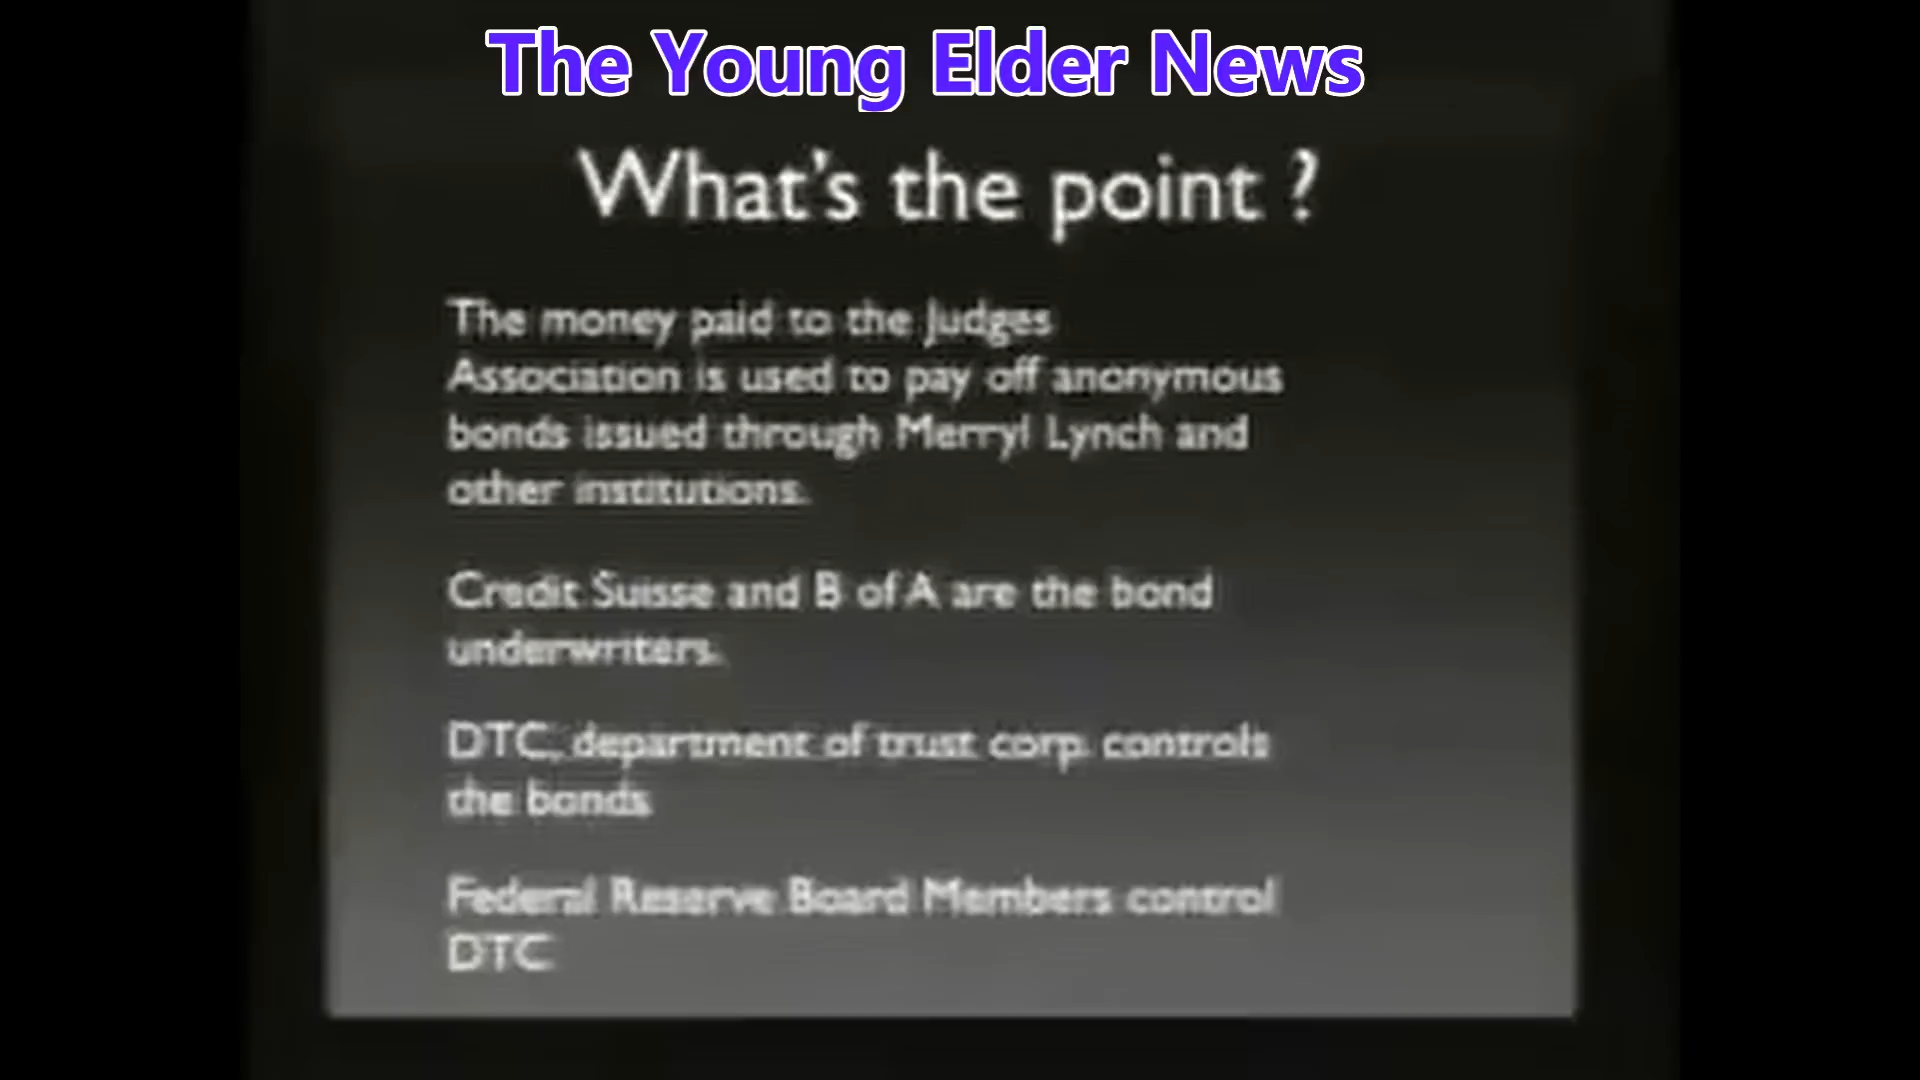 The Young Elder News
What's the point ?
The money paid to the Judges
Association is used to pay off anonymous
bonds issued through Merryl Lynch and
other institutions.
Credit Suisse and B of A are the bond
underwriters.
DTC, department of trust corp. controls
the bonds
Federal Reserve Board Members control
DTC